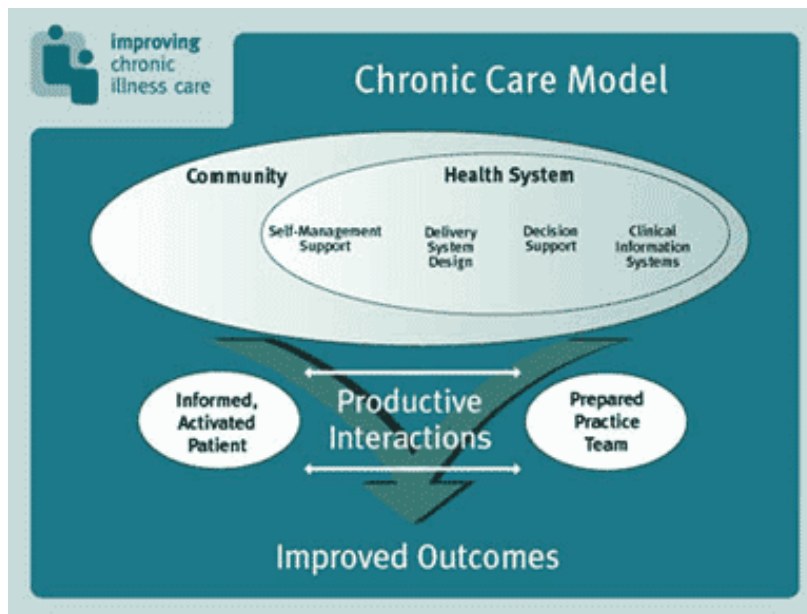 improving
chronic
illness care
Chronic Care Model
Community
Health System
Self-Management
Support
Delivery
System
Design
Decision
Support
Clinical
Information
Systems
Informed,
Activated
Patient
Productive
Interactions
Prepared
Practice
Team
Improved Outcomes